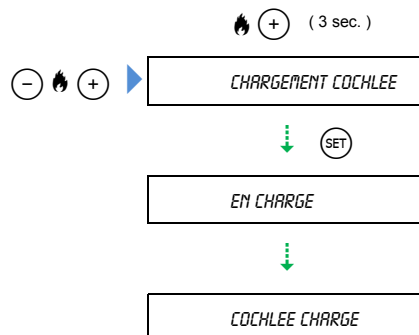 + ( 3 sec. )
− +
CHARGEMENT COCHLEE
SET
EN CHARGE
COCHLEE CHARGE